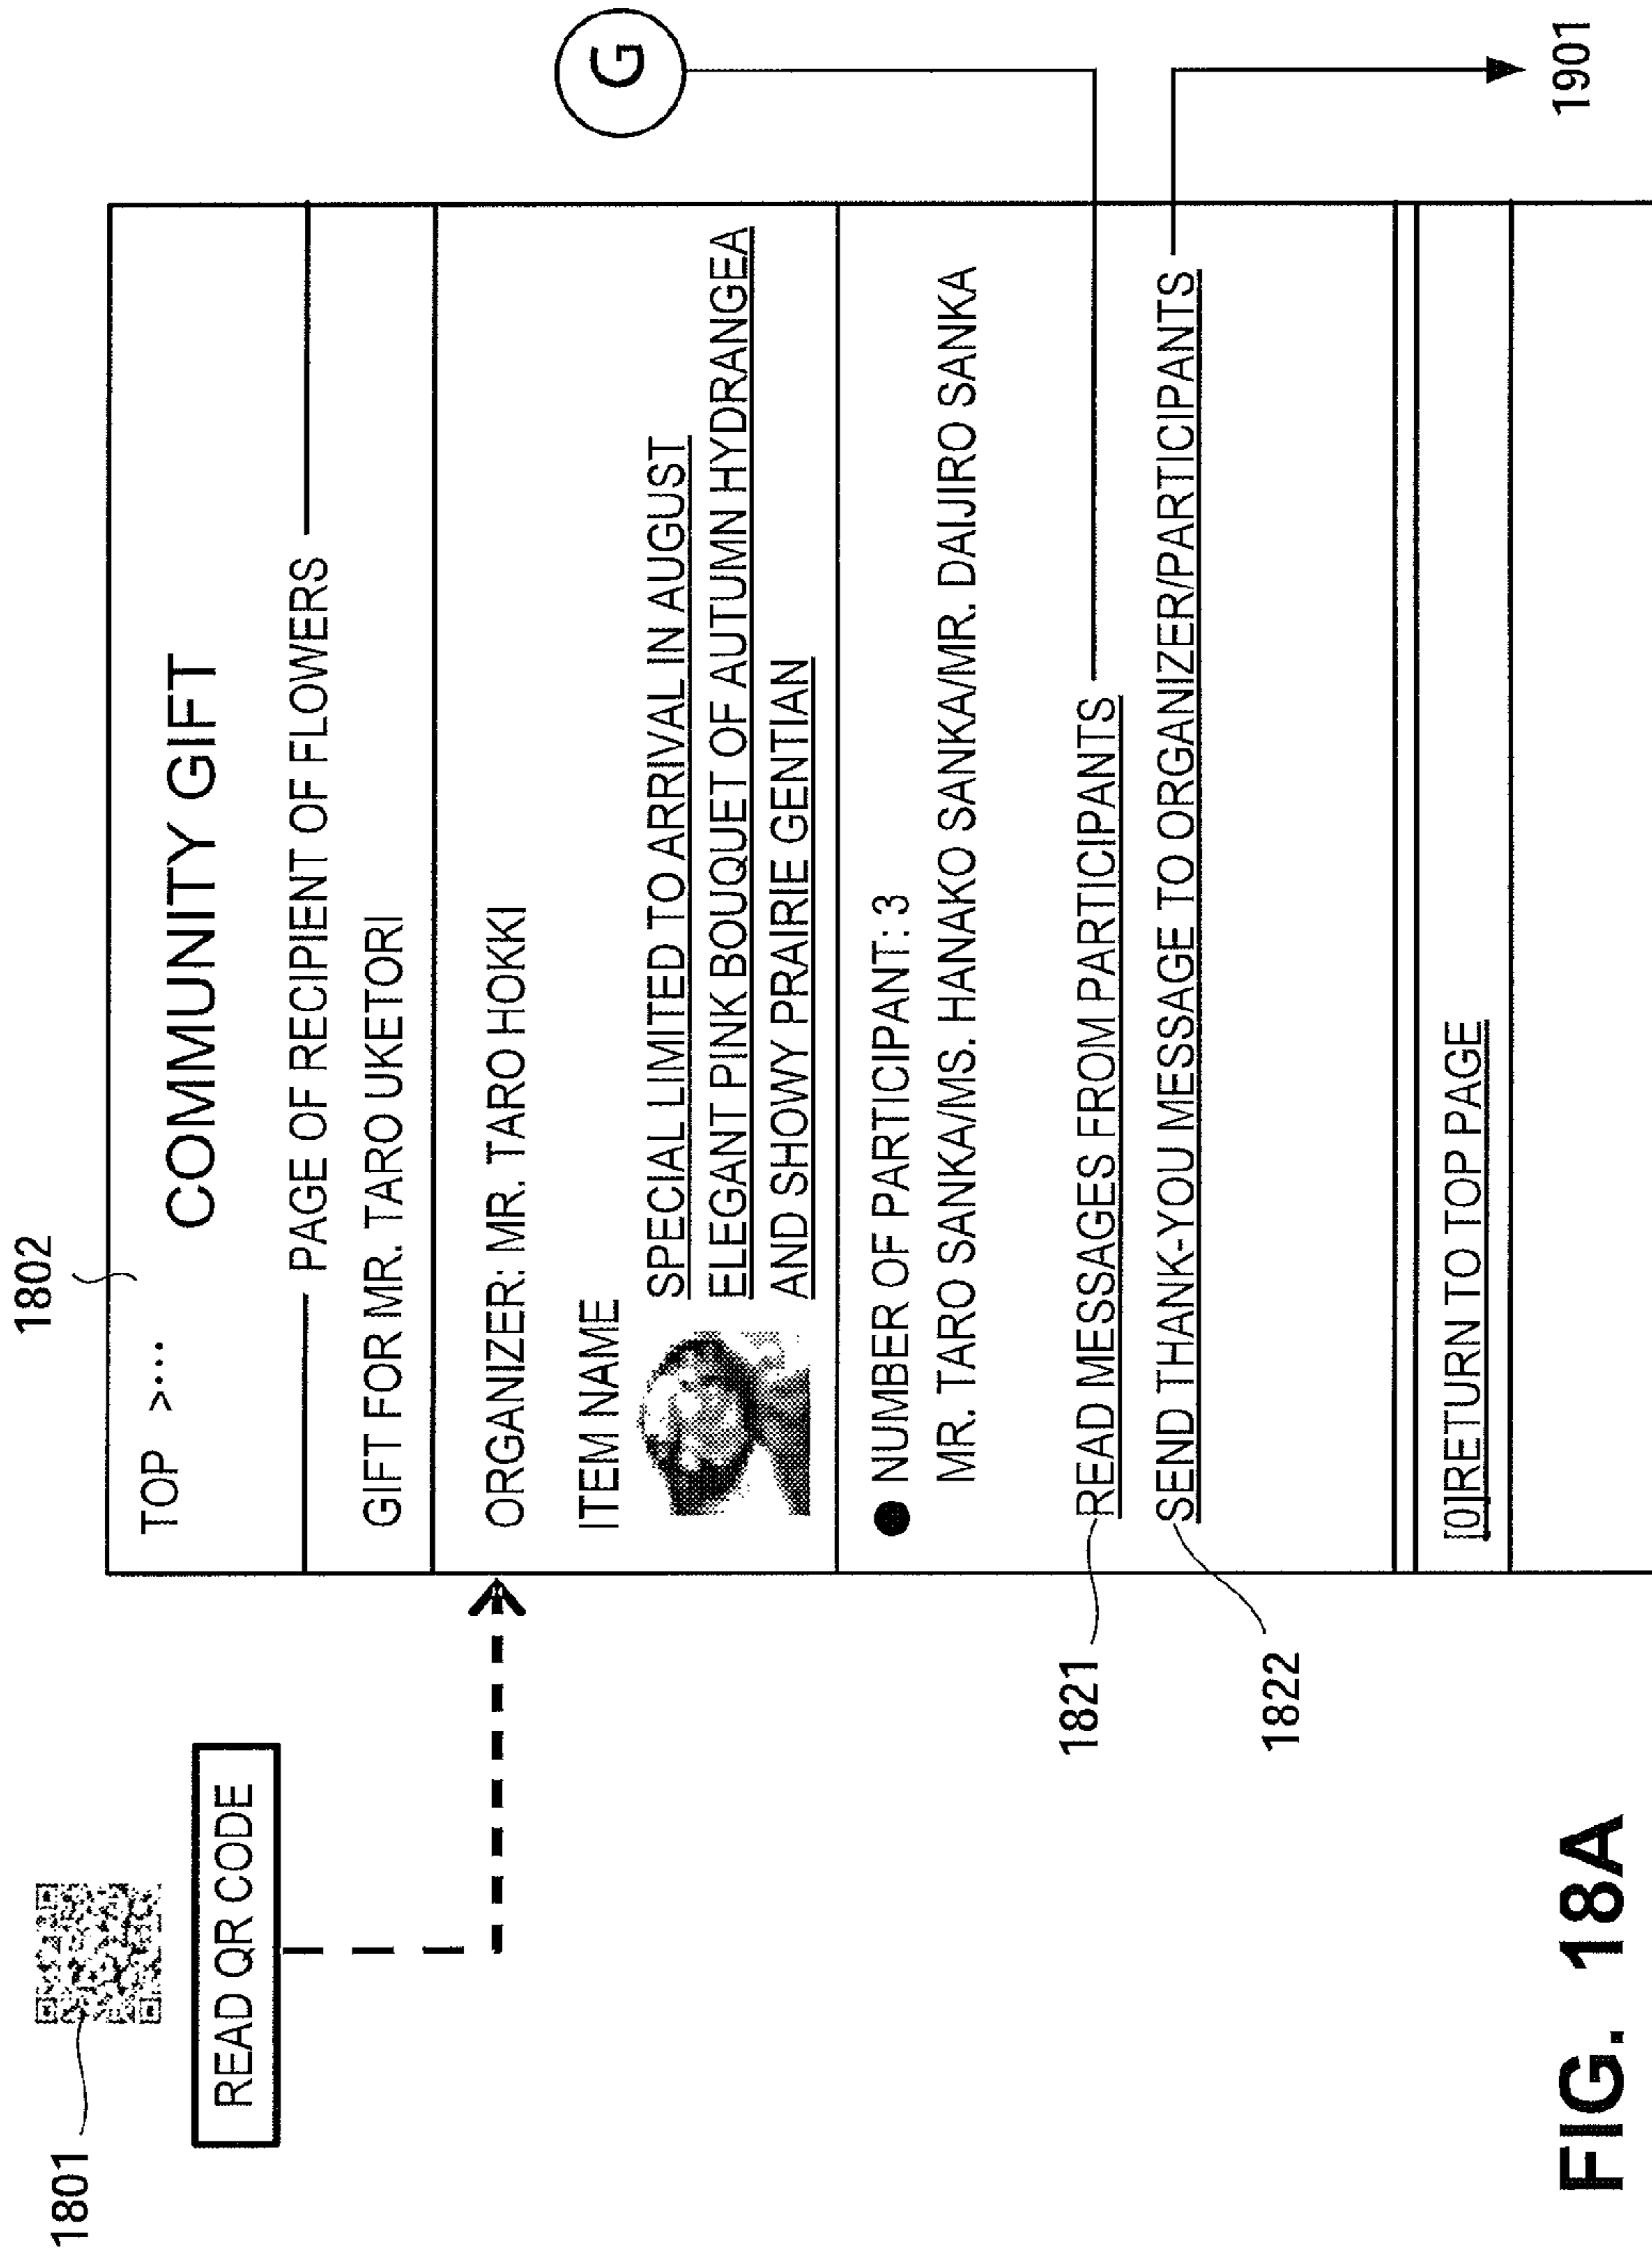 1801
READ QR CODE
1802
TOP >...
COMMUNITY GIFT
PAGE OF RECIPIENT OF FLOWERS
GIFT FOR MR. TARO UKETORI
ORGANIZER: MR. TARO HOKKI
ITEM NAME
SPECIAL LIMITED TO ARRIVAL IN AUGUST
ELEGANT PINK BOUQUET OF AUTUMN HYDRANGEA
AND SHOWY PRAIRIE GENTIAN
● NUMBER OF PARTICIPANT: 3
MR. TARO SANKA/MS. HANAKO SANKA/MR. DAIJIRO SANKA
G
1821
READ MESSAGES FROM PARTICIPANTS
1822
SEND THANK-YOU MESSAGE TO ORGANIZER/PARTICIPANTS
1901
[0]RETURN TO TOP PAGE
FIG. 18A